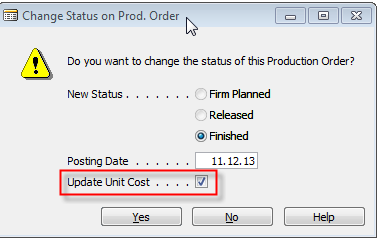 Change Status on Prod. Order
Do you want to change the status of this Production Order?
New Status . . . . . . . Firm Planned
Released
Finished
Posting Date . . . . . . 11.12.13
Update Unit Cost . . . .
Yes No Help